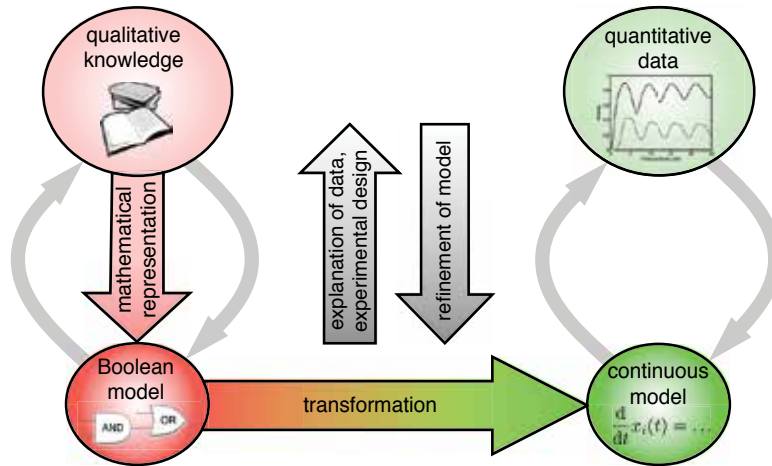 qualitative
knowledge
quantitative
data
mathematical
representation
explanation of data,
experimental design
refinement of model
Boolean
model
AND
OR
transformation
continuous
model
d/dt x_i(t) = ...